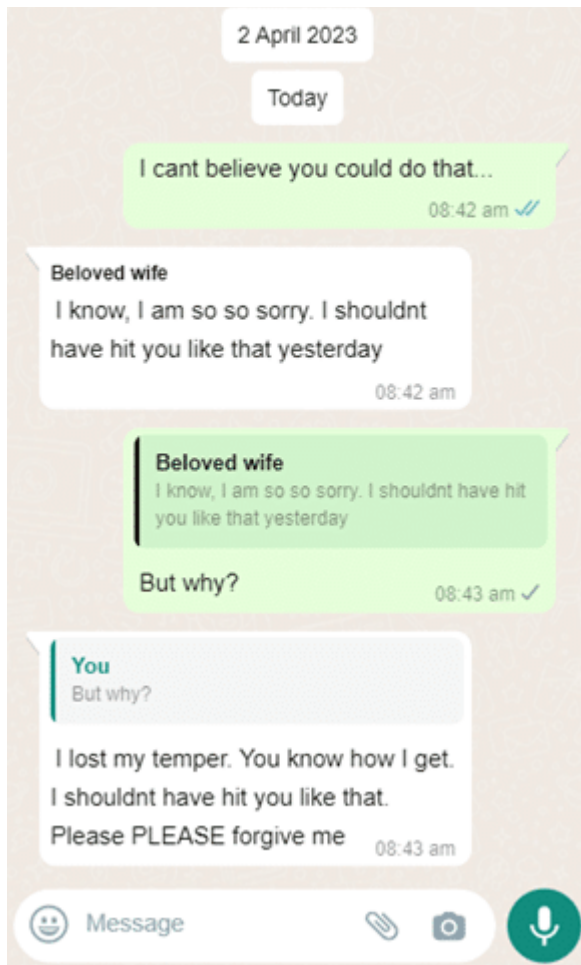 2 April 2023
Today
I cant believe you could do that...
08:42 am
Beloved wife
I know, I am so so sorry. I shouldnt
have hit you like that yesterday
08:42 am
Beloved wife
I know, I am so so sorry. I shouldnt have hit
you like that yesterday
But why?
08:43 am
You
But why?
I lost my temper. You know how I get.
I shouldnt have hit you like that.
Please PLEASE forgive me
08:43 am
Message